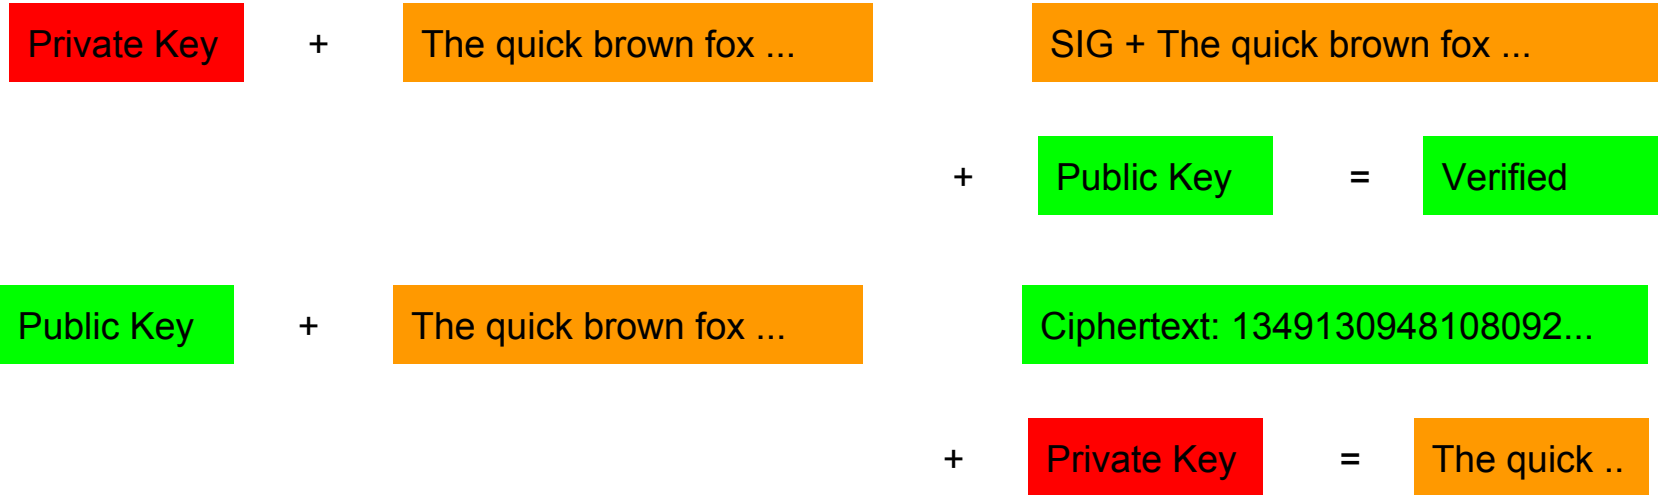 Private Key + The quick brown fox ... SIG + The quick brown fox ...
+ Public Key = Verified
Public Key + The quick brown fox ... Ciphertext: 1349130948108092...
+ Private Key = The quick ..